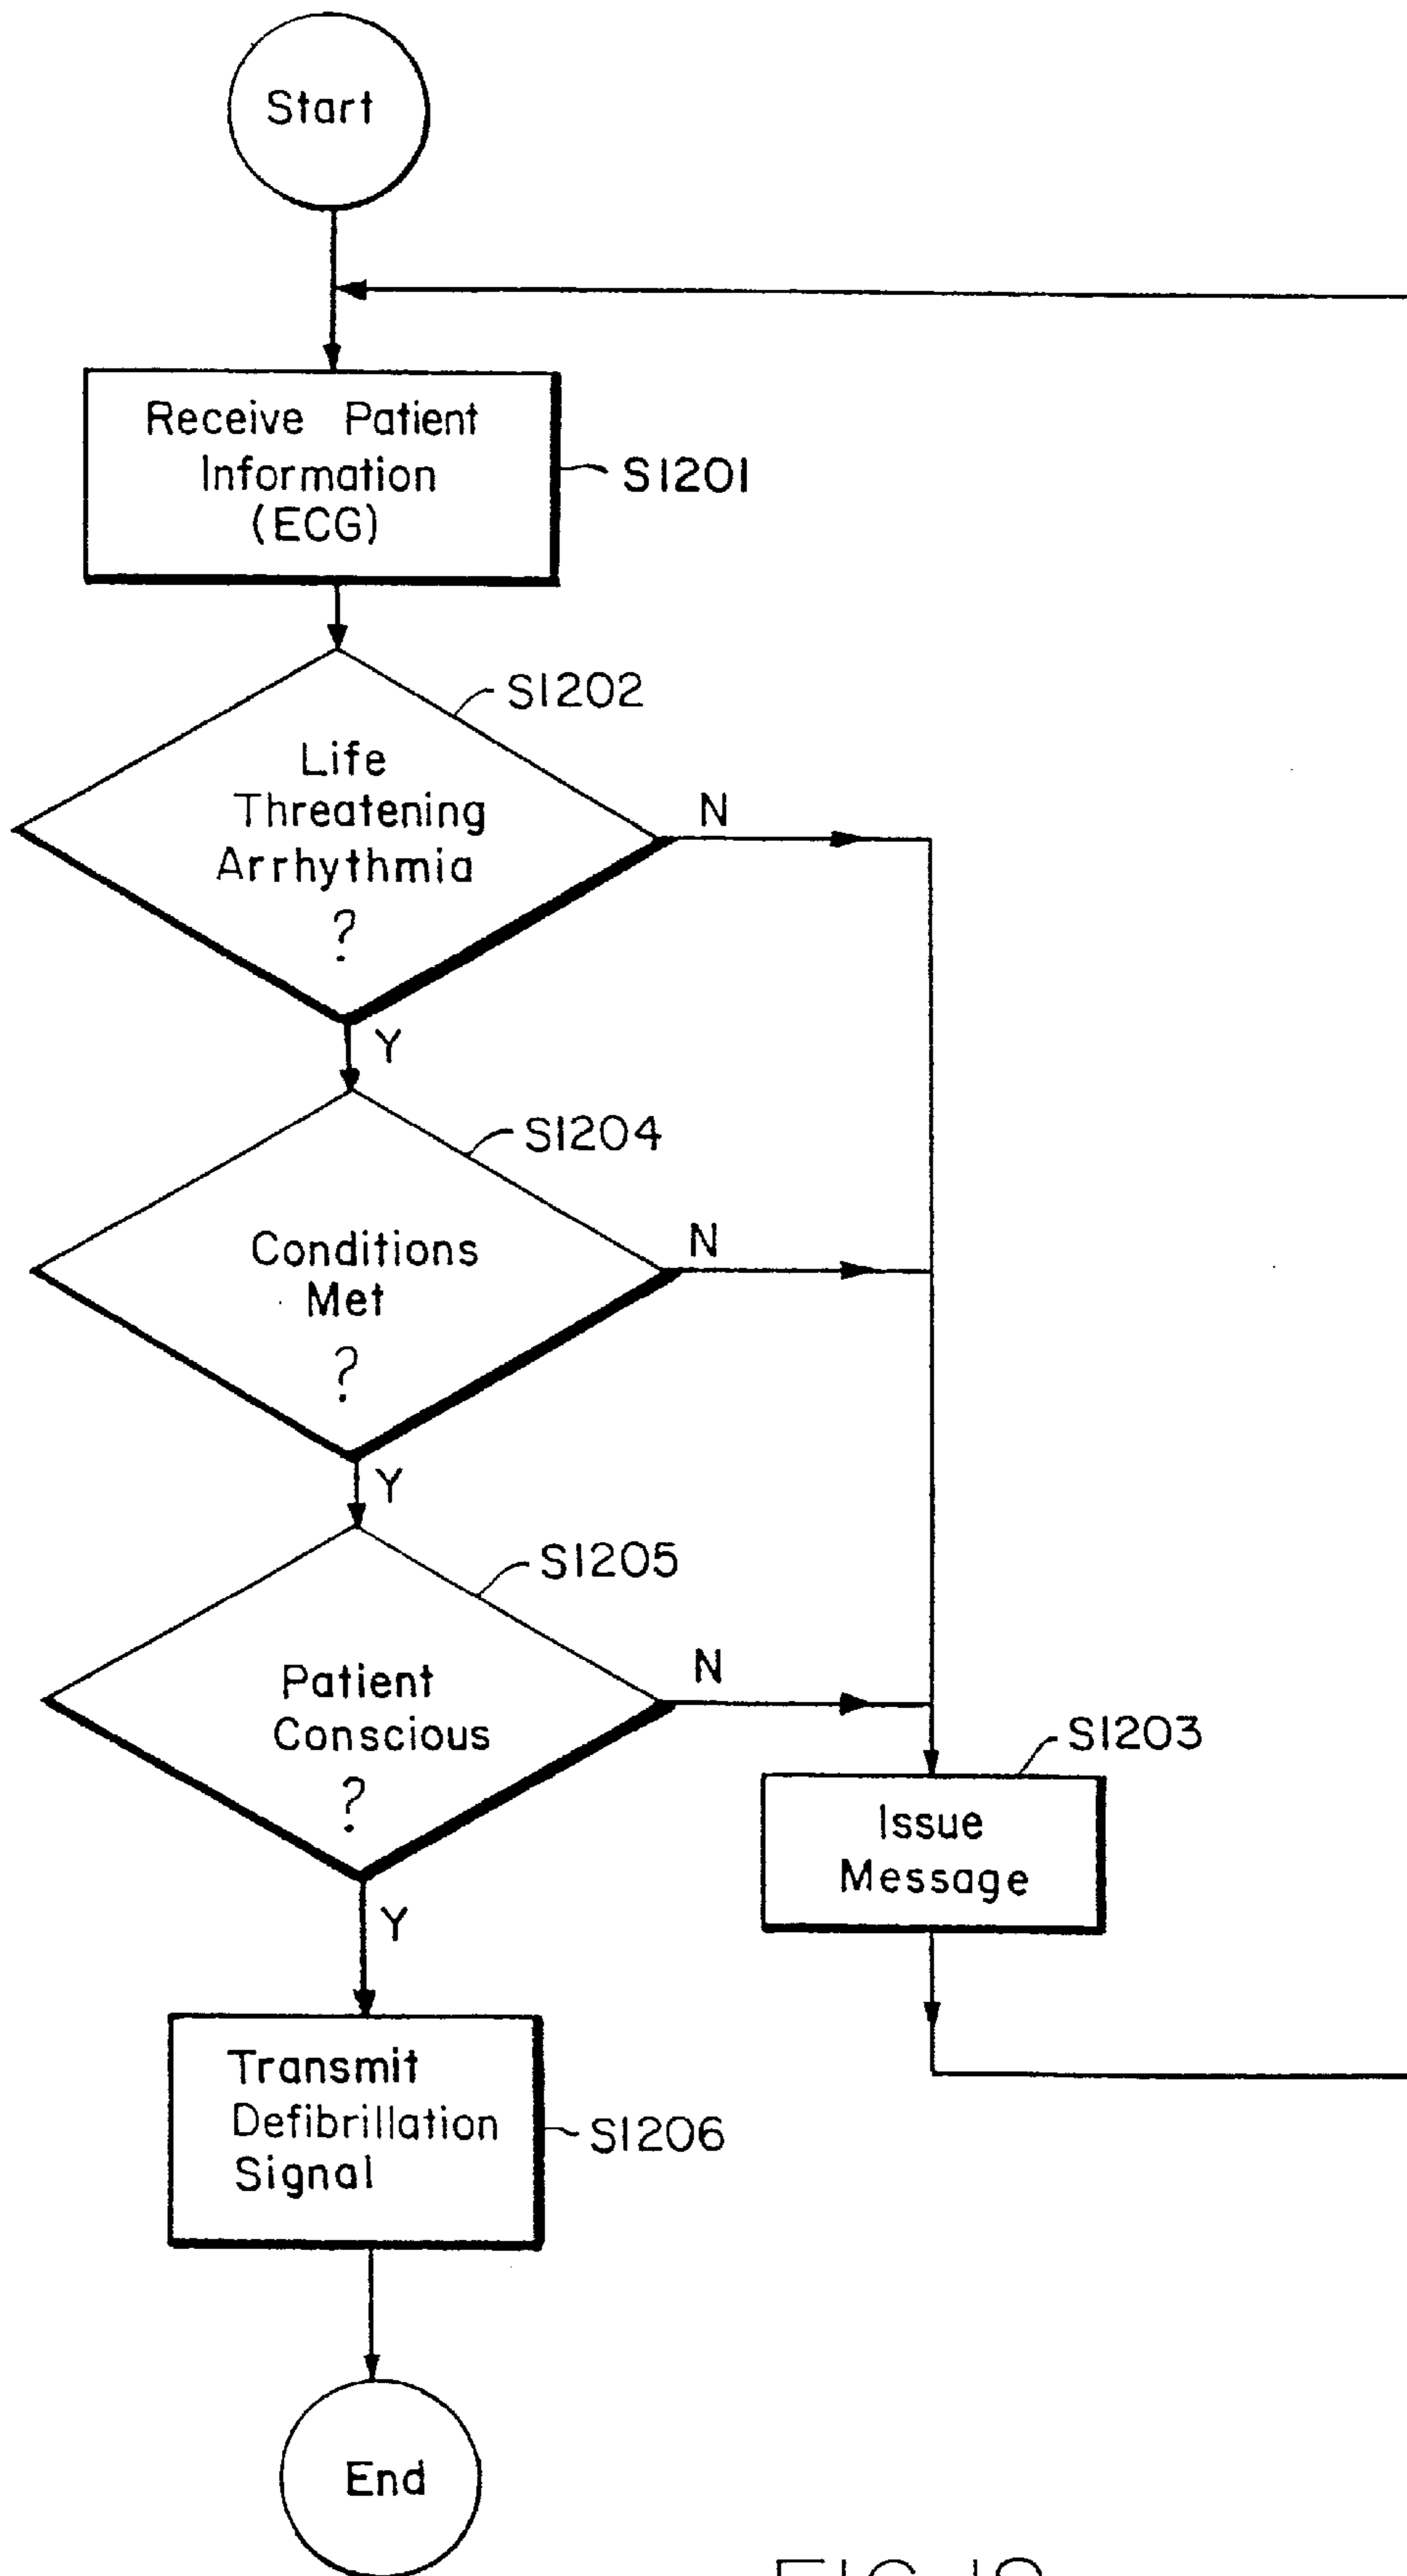 Start
Receive Patient
Information
(ECG)
S1201
S1202
Life
Threatening
Arrhythmia
?
N
Y
S1204
Conditions
Met
?
N
Y
S1205
Patient
Conscious
?
N
Y
S1203
Issue
Message
Transmit
Defibrillation
Signal
S1206
End